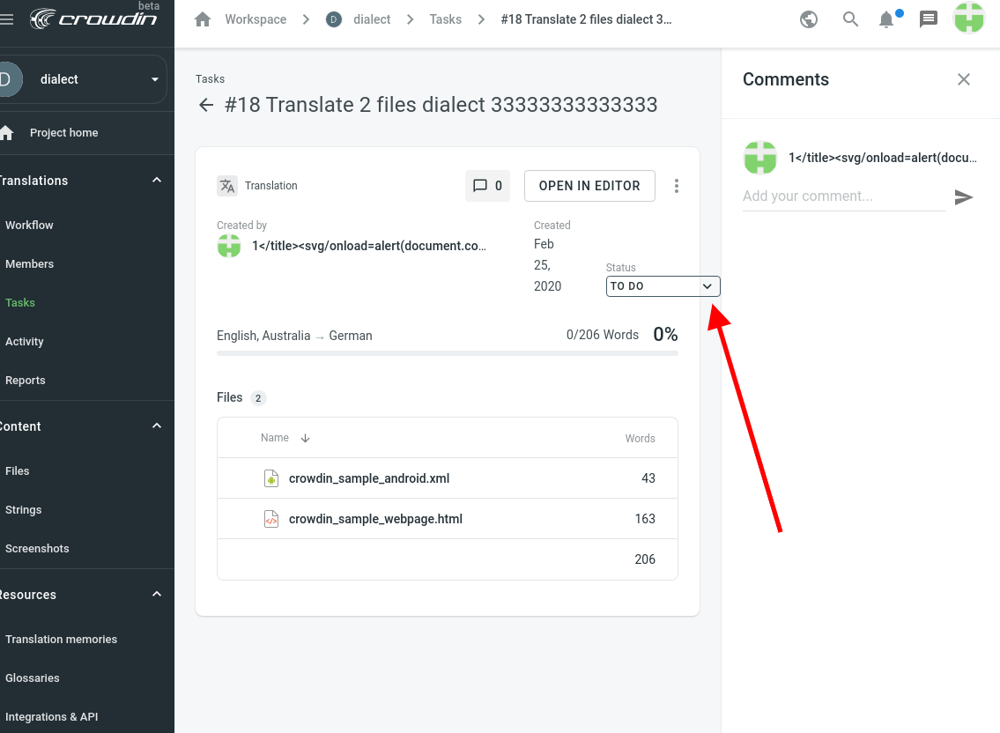 beta
crowdin
Workspace
D dialect
Tasks
#18 Translate 2 files dialect 3...
D
dialect
Project home
Translations
Workflow
Members
Tasks
Activity
Reports
Content
Files
Strings
Screenshots
Resources
Translation memories
Glossaries
Integrations & API
Tasks
#18 Translate 2 files dialect 33333333333333
Translation
0
OPEN IN EDITOR
Created by
1</title><svg/onload=alert(document.co...
Created
Feb
25,
2020
Status
TO DO
English, Australia → German
0/206 Words 0%
Files 2
Name Words
crowdin_sample_android.xml 43
crowdin_sample_webpage.html 163
206
Comments
1</title><svg/onload=alert(docu...
Add your comment...